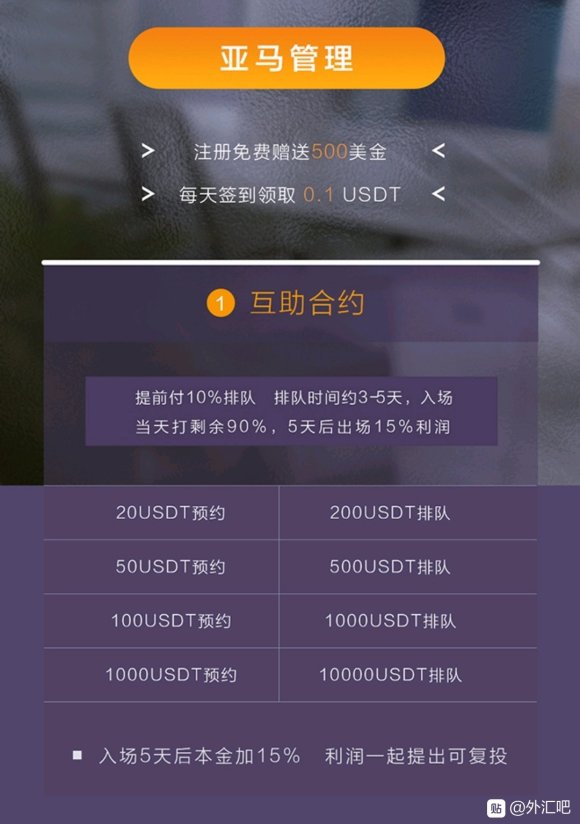 亚马管理
注册免费赠送500美金
每天签到领取 0.1 USDT
1 互助合约
提前付10%排队 排队时间约3-5天，入场
当天打剩余90%，5天后出场15%利润
20USDT预约 200USDT排队
50USDT预约 500USDT排队
100USDT预约 1000USDT排队
1000USDT预约 10000USDT排队
入场5天后本金加15% 利润一起提出可复投
贴 @外汇吧